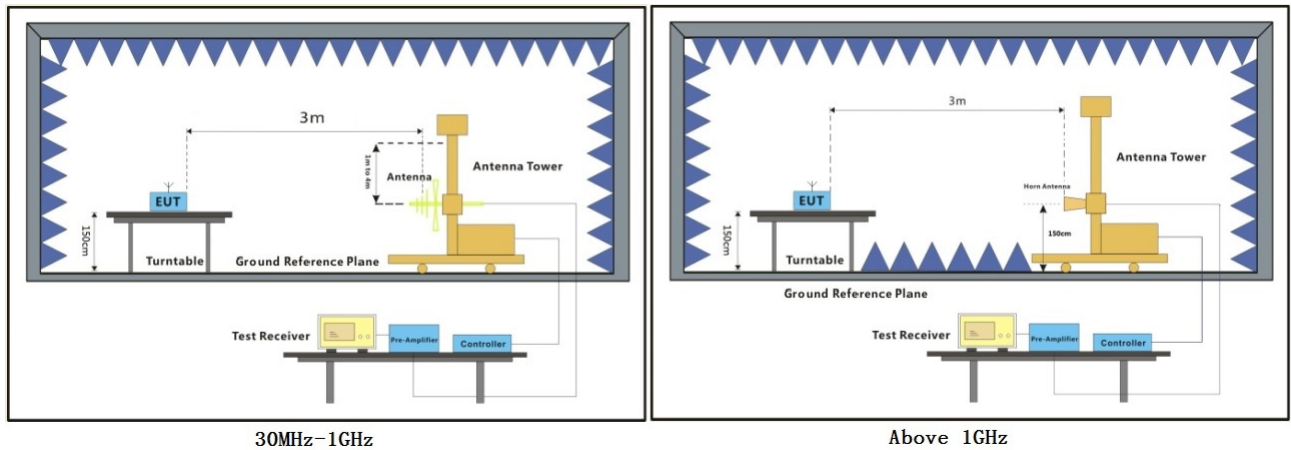 3m
1m to 4m
Antenna
Antenna Tower
EUT
150cm
Turntable
Ground Reference Plane
Test Receiver
Pre-Amplifier
Controller
30MHz-1GHz
3m
Antenna Tower
Horn Antenna
EUT
150cm
150cm
Turntable
Ground Reference Plane
Test Receiver
Pre-Amplifier
Controller
Above 1GHz